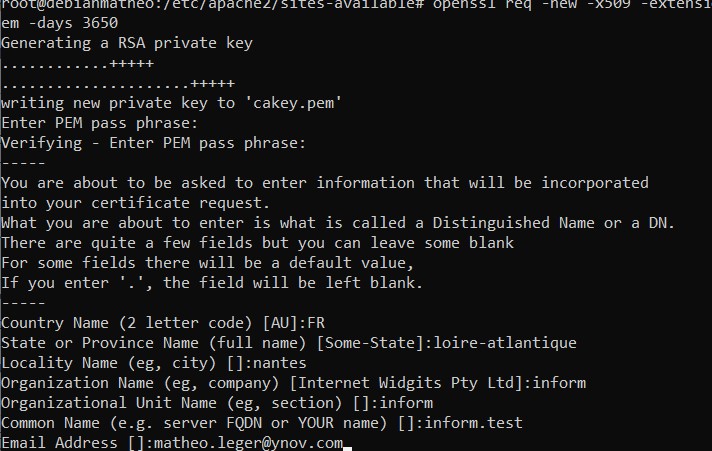 root@debianmatheo:/etc/apache2/sites-available# openssl req -new -x509 -extensi
em -days 3650
Generating a RSA private key
............+++++
.....................+++++
writing new private key to 'cakey.pem'
Enter PEM pass phrase:
Verifying - Enter PEM pass phrase:
-----
You are about to be asked to enter information that will be incorporated
into your certificate request.
What you are about to enter is what is called a Distinguished Name or a DN.
There are quite a few fields but you can leave some blank
For some fields there will be a default value,
If you enter '.', the field will be left blank.
-----
Country Name (2 letter code) [AU]:FR
State or Province Name (full name) [Some-State]:loire-atlantique
Locality Name (eg, city) []:nantes
Organization Name (eg, company) [Internet Widgits Pty Ltd]:inform
Organizational Unit Name (eg, section) []:inform
Common Name (e.g. server FQDN or YOUR name) []:inform.test
Email Address []:matheo.leger@ynov.com